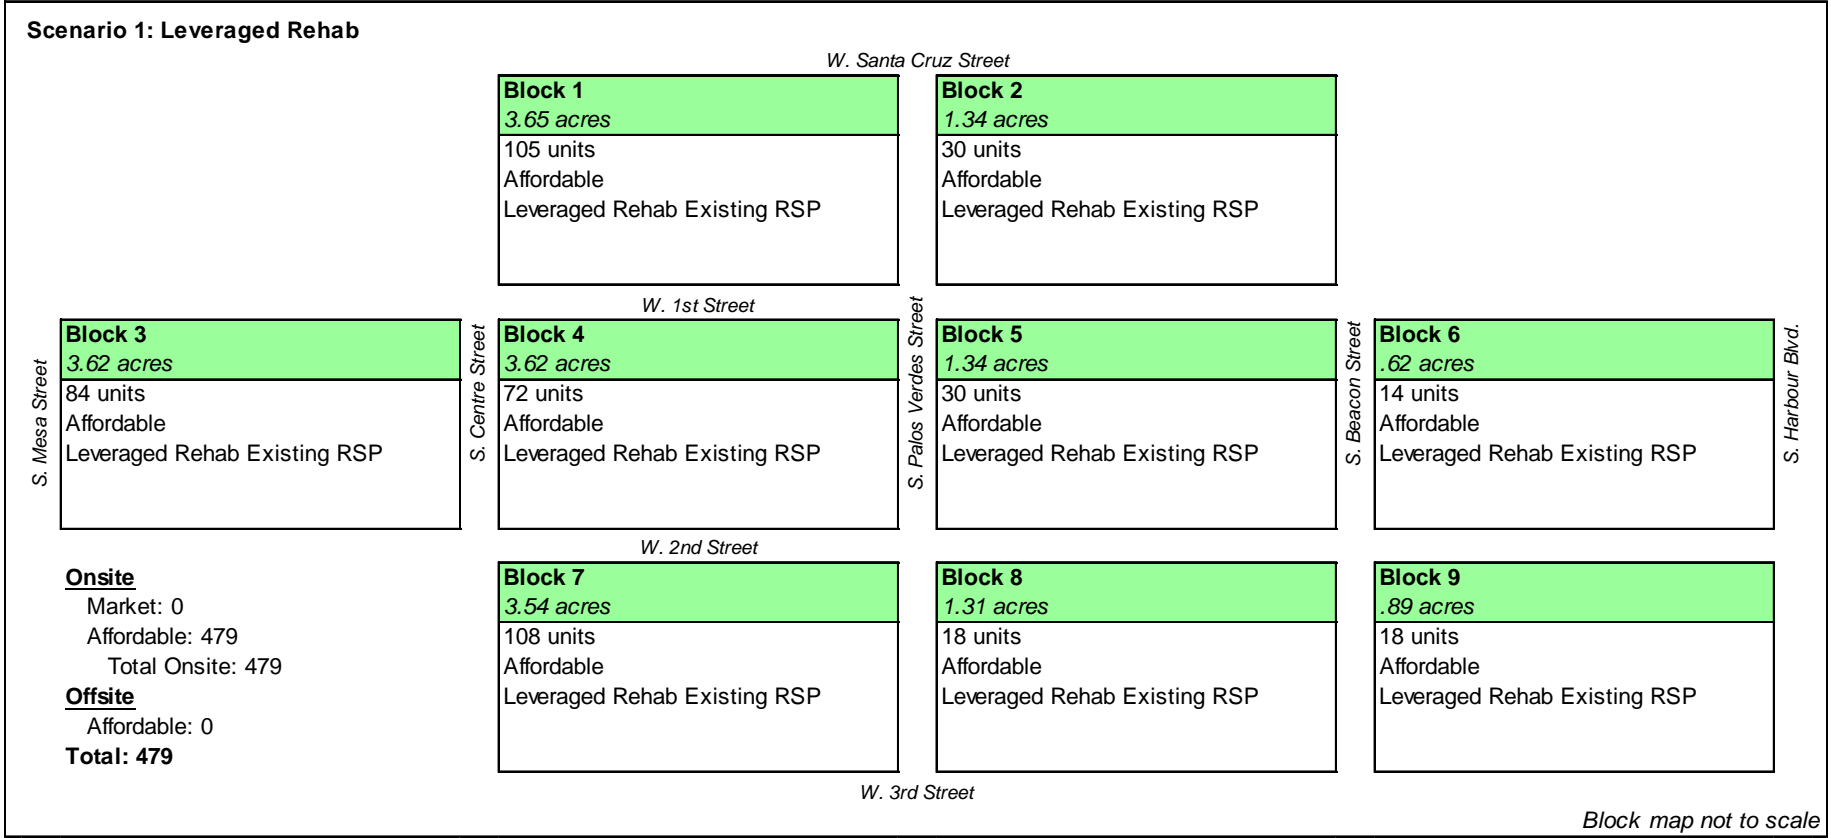 Scenario 1: Leveraged Rehab
W. Santa Cruz Street
Block 1
3.65 acres
105 units
Affordable
Leveraged Rehab Existing RSP
Block 2
1.34 acres
30 units
Affordable
Leveraged Rehab Existing RSP
W. 1st Street
S. Mesa Street
Block 3
3.62 acres
84 units
Affordable
Leveraged Rehab Existing RSP
S. Centre Street
Block 4
3.62 acres
72 units
Affordable
Leveraged Rehab Existing RSP
S. Palos Verdes Street
Block 5
1.34 acres
30 units
Affordable
Leveraged Rehab Existing RSP
S. Beacon Street
Block 6
.62 acres
14 units
Affordable
Leveraged Rehab Existing RSP
S. Harbour Blvd.
W. 2nd Street
Onsite
Market: 0
Affordable: 479
Total Onsite: 479
Offsite
Affordable: 0
Total: 479
Block 7
3.54 acres
108 units
Affordable
Leveraged Rehab Existing RSP
Block 8
1.31 acres
18 units
Affordable
Leveraged Rehab Existing RSP
Block 9
.89 acres
18 units
Affordable
Leveraged Rehab Existing RSP
W. 3rd Street
Block map not to scale